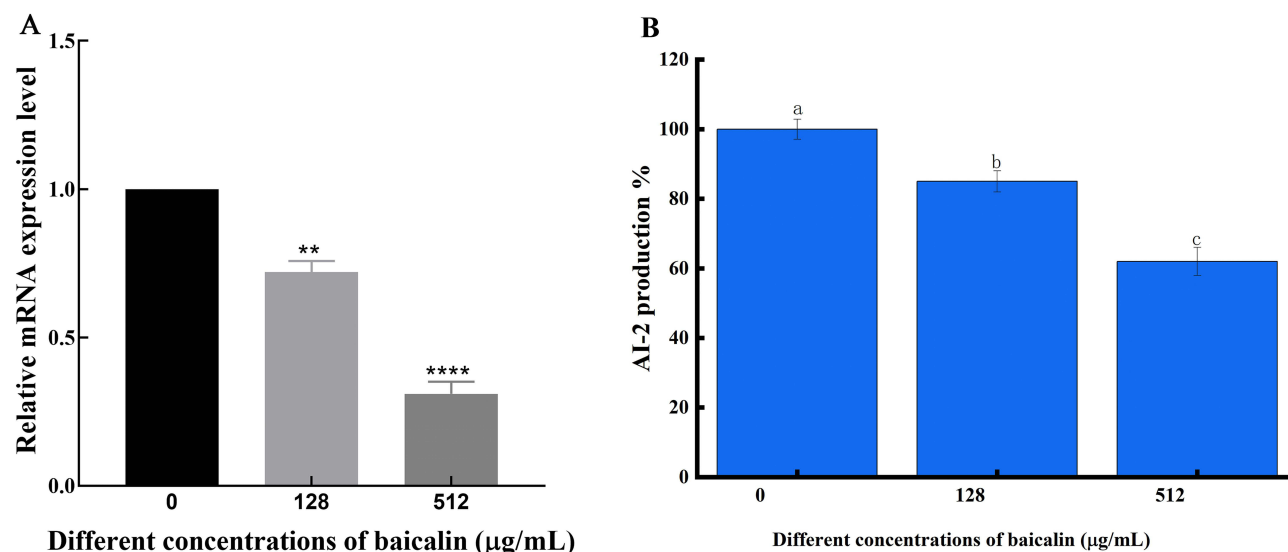 A
Relative mRNA expression level
1.5
1.0
0.5
0.0
**
****
0 128 512
Different concentrations of baicalin (μg/mL)
B
AI-2 production %
120
100
80
60
40
20
0
a
b
c
0 128 512
Different concentrations of baicalin (μg/mL)